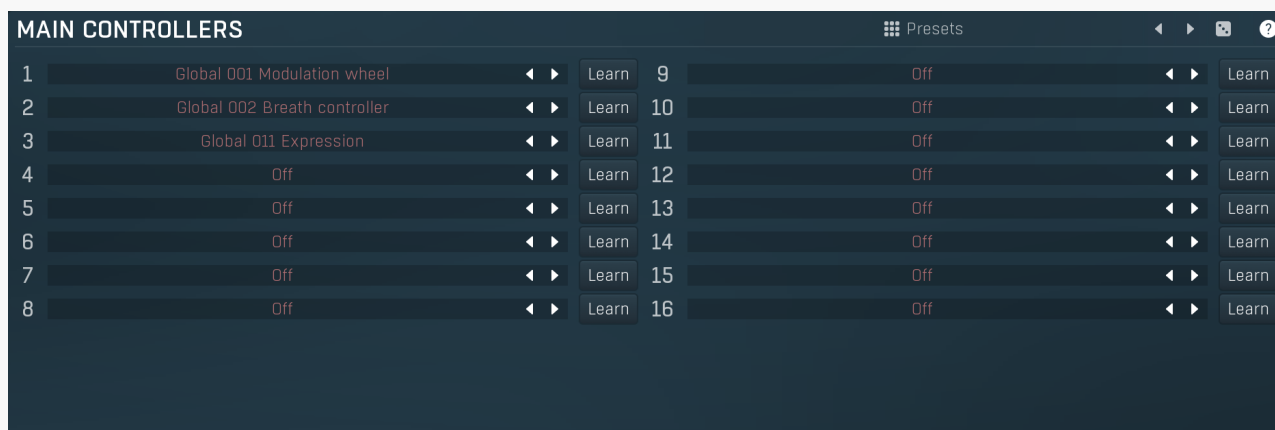 MAIN CONTROLLERS Presets ?
1 Global 001 Modulation wheel Learn 9 Off Learn
2 Global 002 Breath controller Learn 10 Off Learn
3 Global 011 Expression Learn 11 Off Learn
4 Off Learn 12 Off Learn
5 Off Learn 13 Off Learn
6 Off Learn 14 Off Learn
7 Off Learn 15 Off Learn
8 Off Learn 16 Off Learn